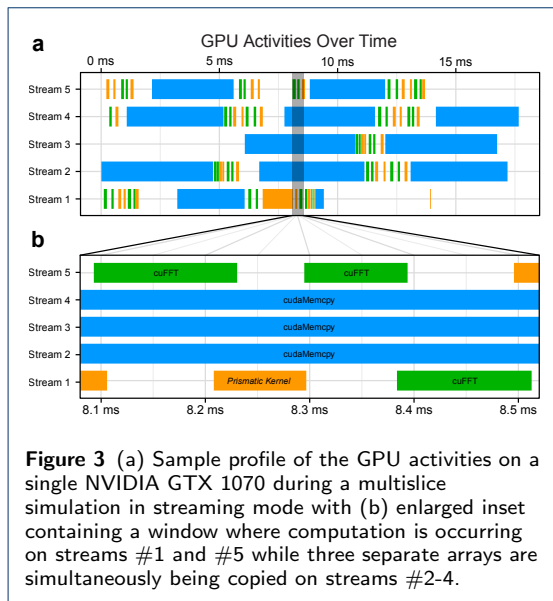 a
GPU Activities Over Time
0 ms 5 ms 10 ms 15 ms
Stream 5
Stream 4
Stream 3
Stream 2
Stream 1
b
Stream 5 cuFFT cuFFT
Stream 4 cudaMemcpy
Stream 3 cudaMemcpy
Stream 2 cudaMemcpy
Stream 1 Prismatic Kernel cuFFT
8.1 ms 8.2 ms 8.3 ms 8.4 ms 8.5 ms
Figure 3 (a) Sample profile of the GPU activities on a
single NVIDIA GTX 1070 during a multislice
simulation in streaming mode with (b) enlarged inset
containing a window where computation is occurring
on streams #1 and #5 while three separate arrays are
simultaneously being copied on streams #2-4.